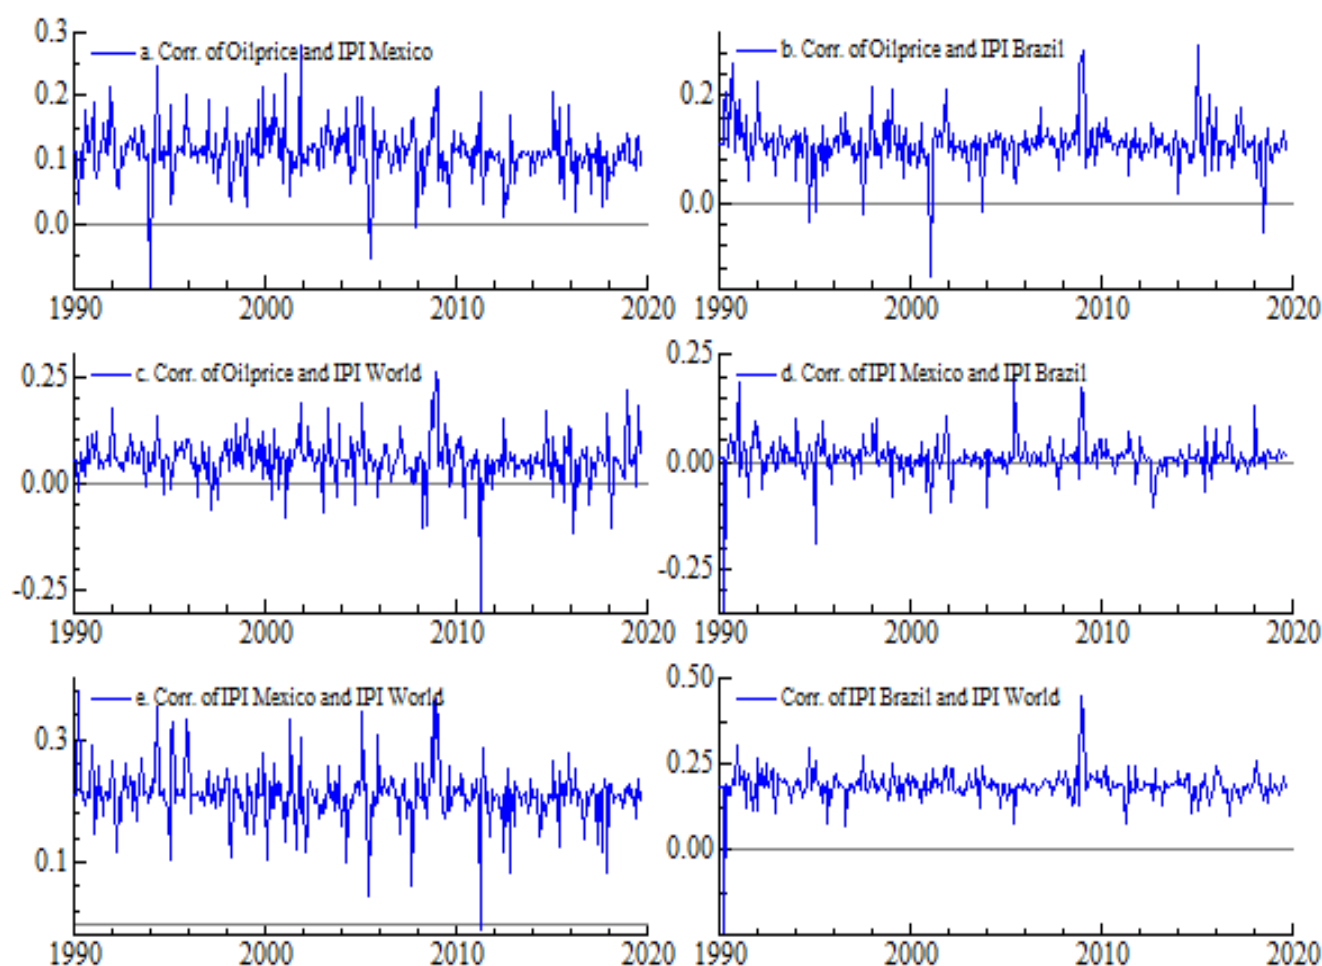 a. Corr. of Oilprice and IPI Mexico
0.3
0.2
0.1
0.0
1990 2000 2010 2020
b. Corr. of Oilprice and IPI Brazil
0.2
0.0
1990 2000 2010 2020
c. Corr. of Oilprice and IPI World
0.25
0.00
-0.25
1990 2000 2010 2020
d. Corr. of IPI Mexico and IPI Brazil
0.25
0.00
-0.25
1990 2000 2010 2020
e. Corr. of IPI Mexico and IPI World
0.3
0.1
1990 2000 2010 2020
Corr. of IPI Brazil and IPI World
0.50
0.25
0.00
1990 2000 2010 2020